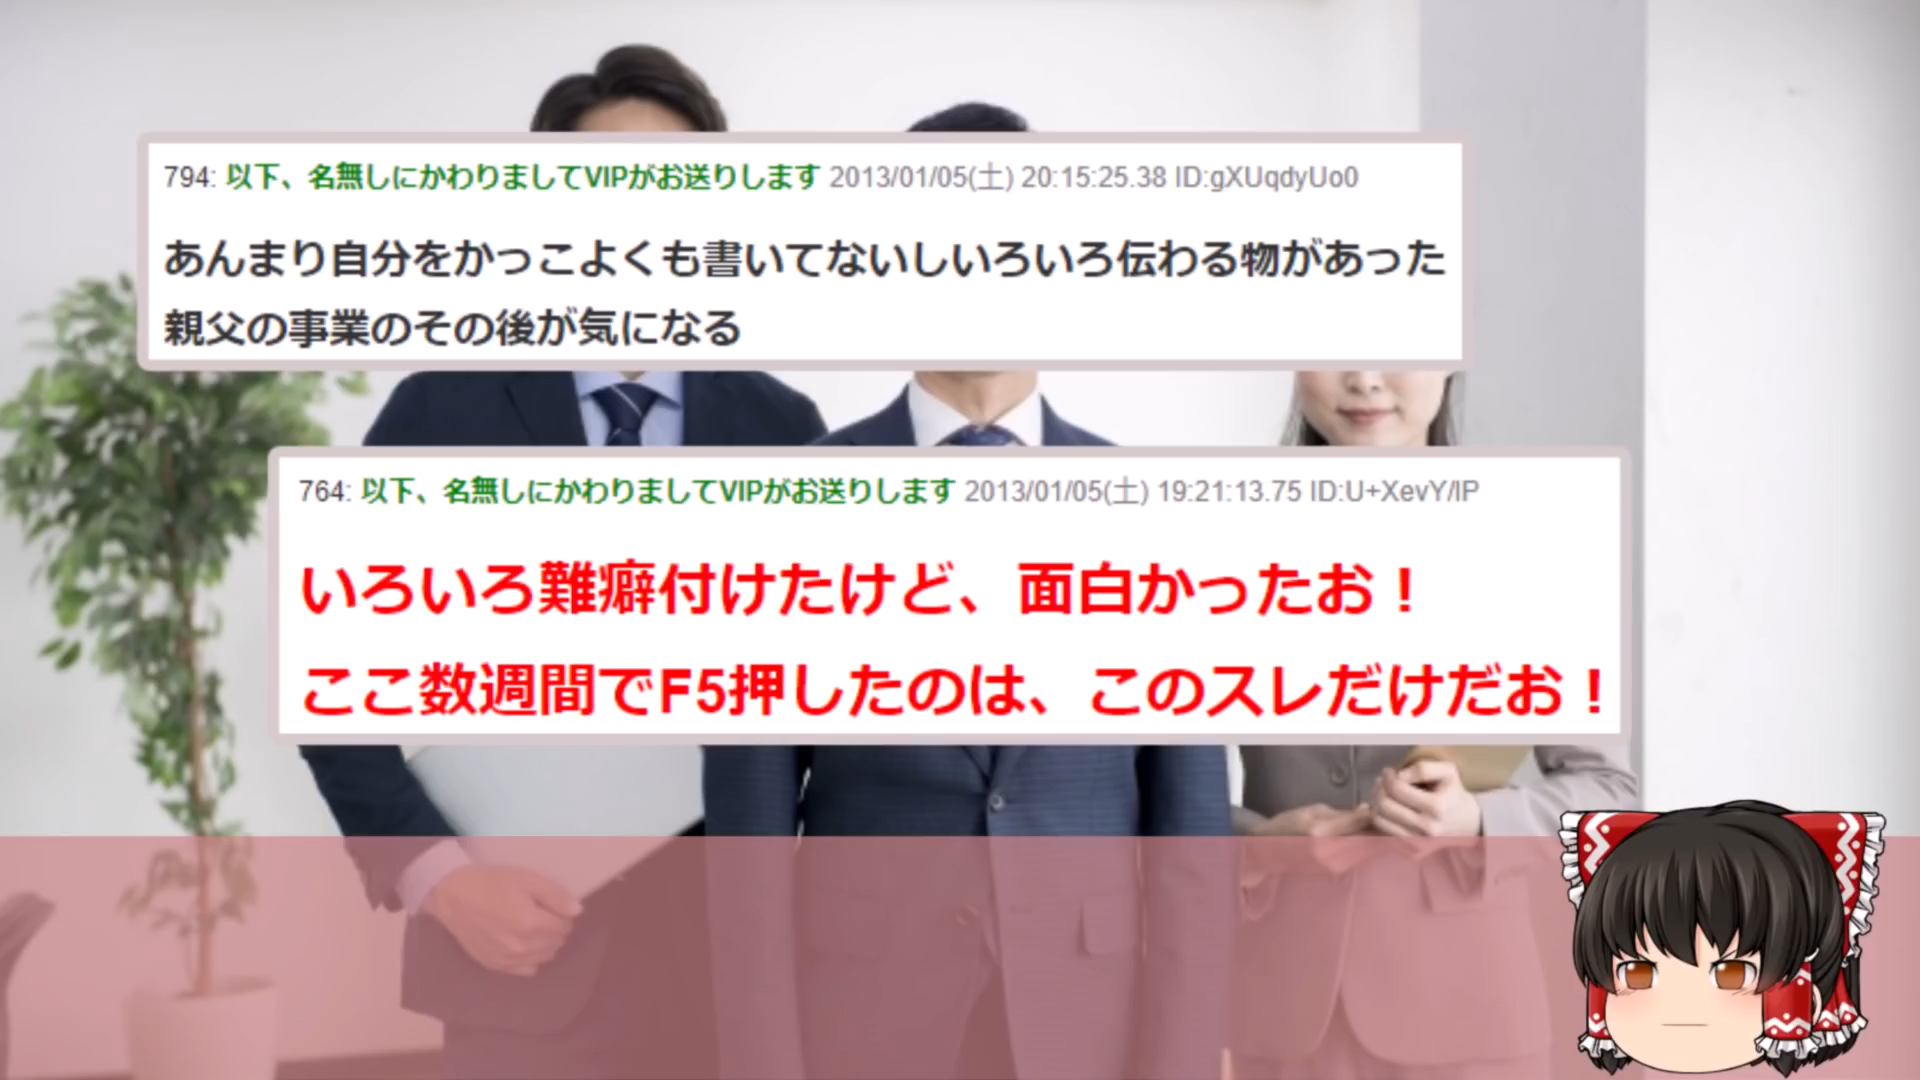 794: 以下、名無しにかわりましてVIPがお送りします 2013/01/05(土) 20:15:25.38 ID:gXUqdyUo0
あんまり自分をかっこよくも書いてないしいろいろ伝わる物があった
親父の事業のその後が気になる
764: 以下、名無しにかわりましてVIPがお送りします 2013/01/05(土) 19:21:13.75 ID:U+XevY/IP
いろいろ難癖付けたけど、面白かったお！
ここ数週間でF5押したのは、このスレだけだお！